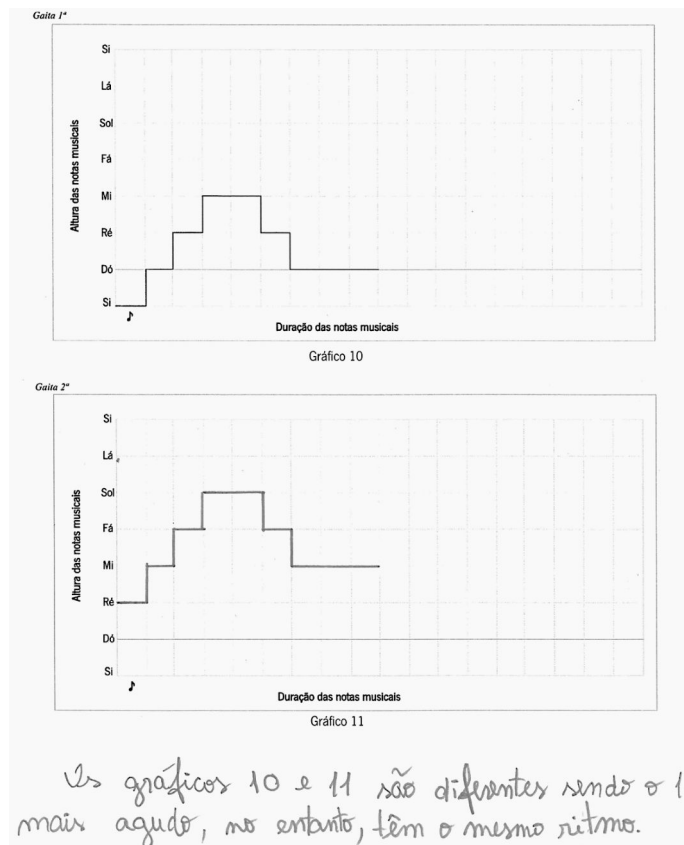 Gaita 1ª
Si
Lá
Sol
Fá
Mi
Ré
Dó
Si
Altura das notas musicais
Duração das notas musicais
Gráfico 10
Gaita 2ª
Si
Lá
Sol
Fá
Mi
Ré
Dó
Si
Altura das notas musicais
Duração das notas musicais
Gráfico 11
Os gráficos 10 e 11 são diferentes sendo o 1
mais agudo, no entanto, têm o mesmo ritmo.